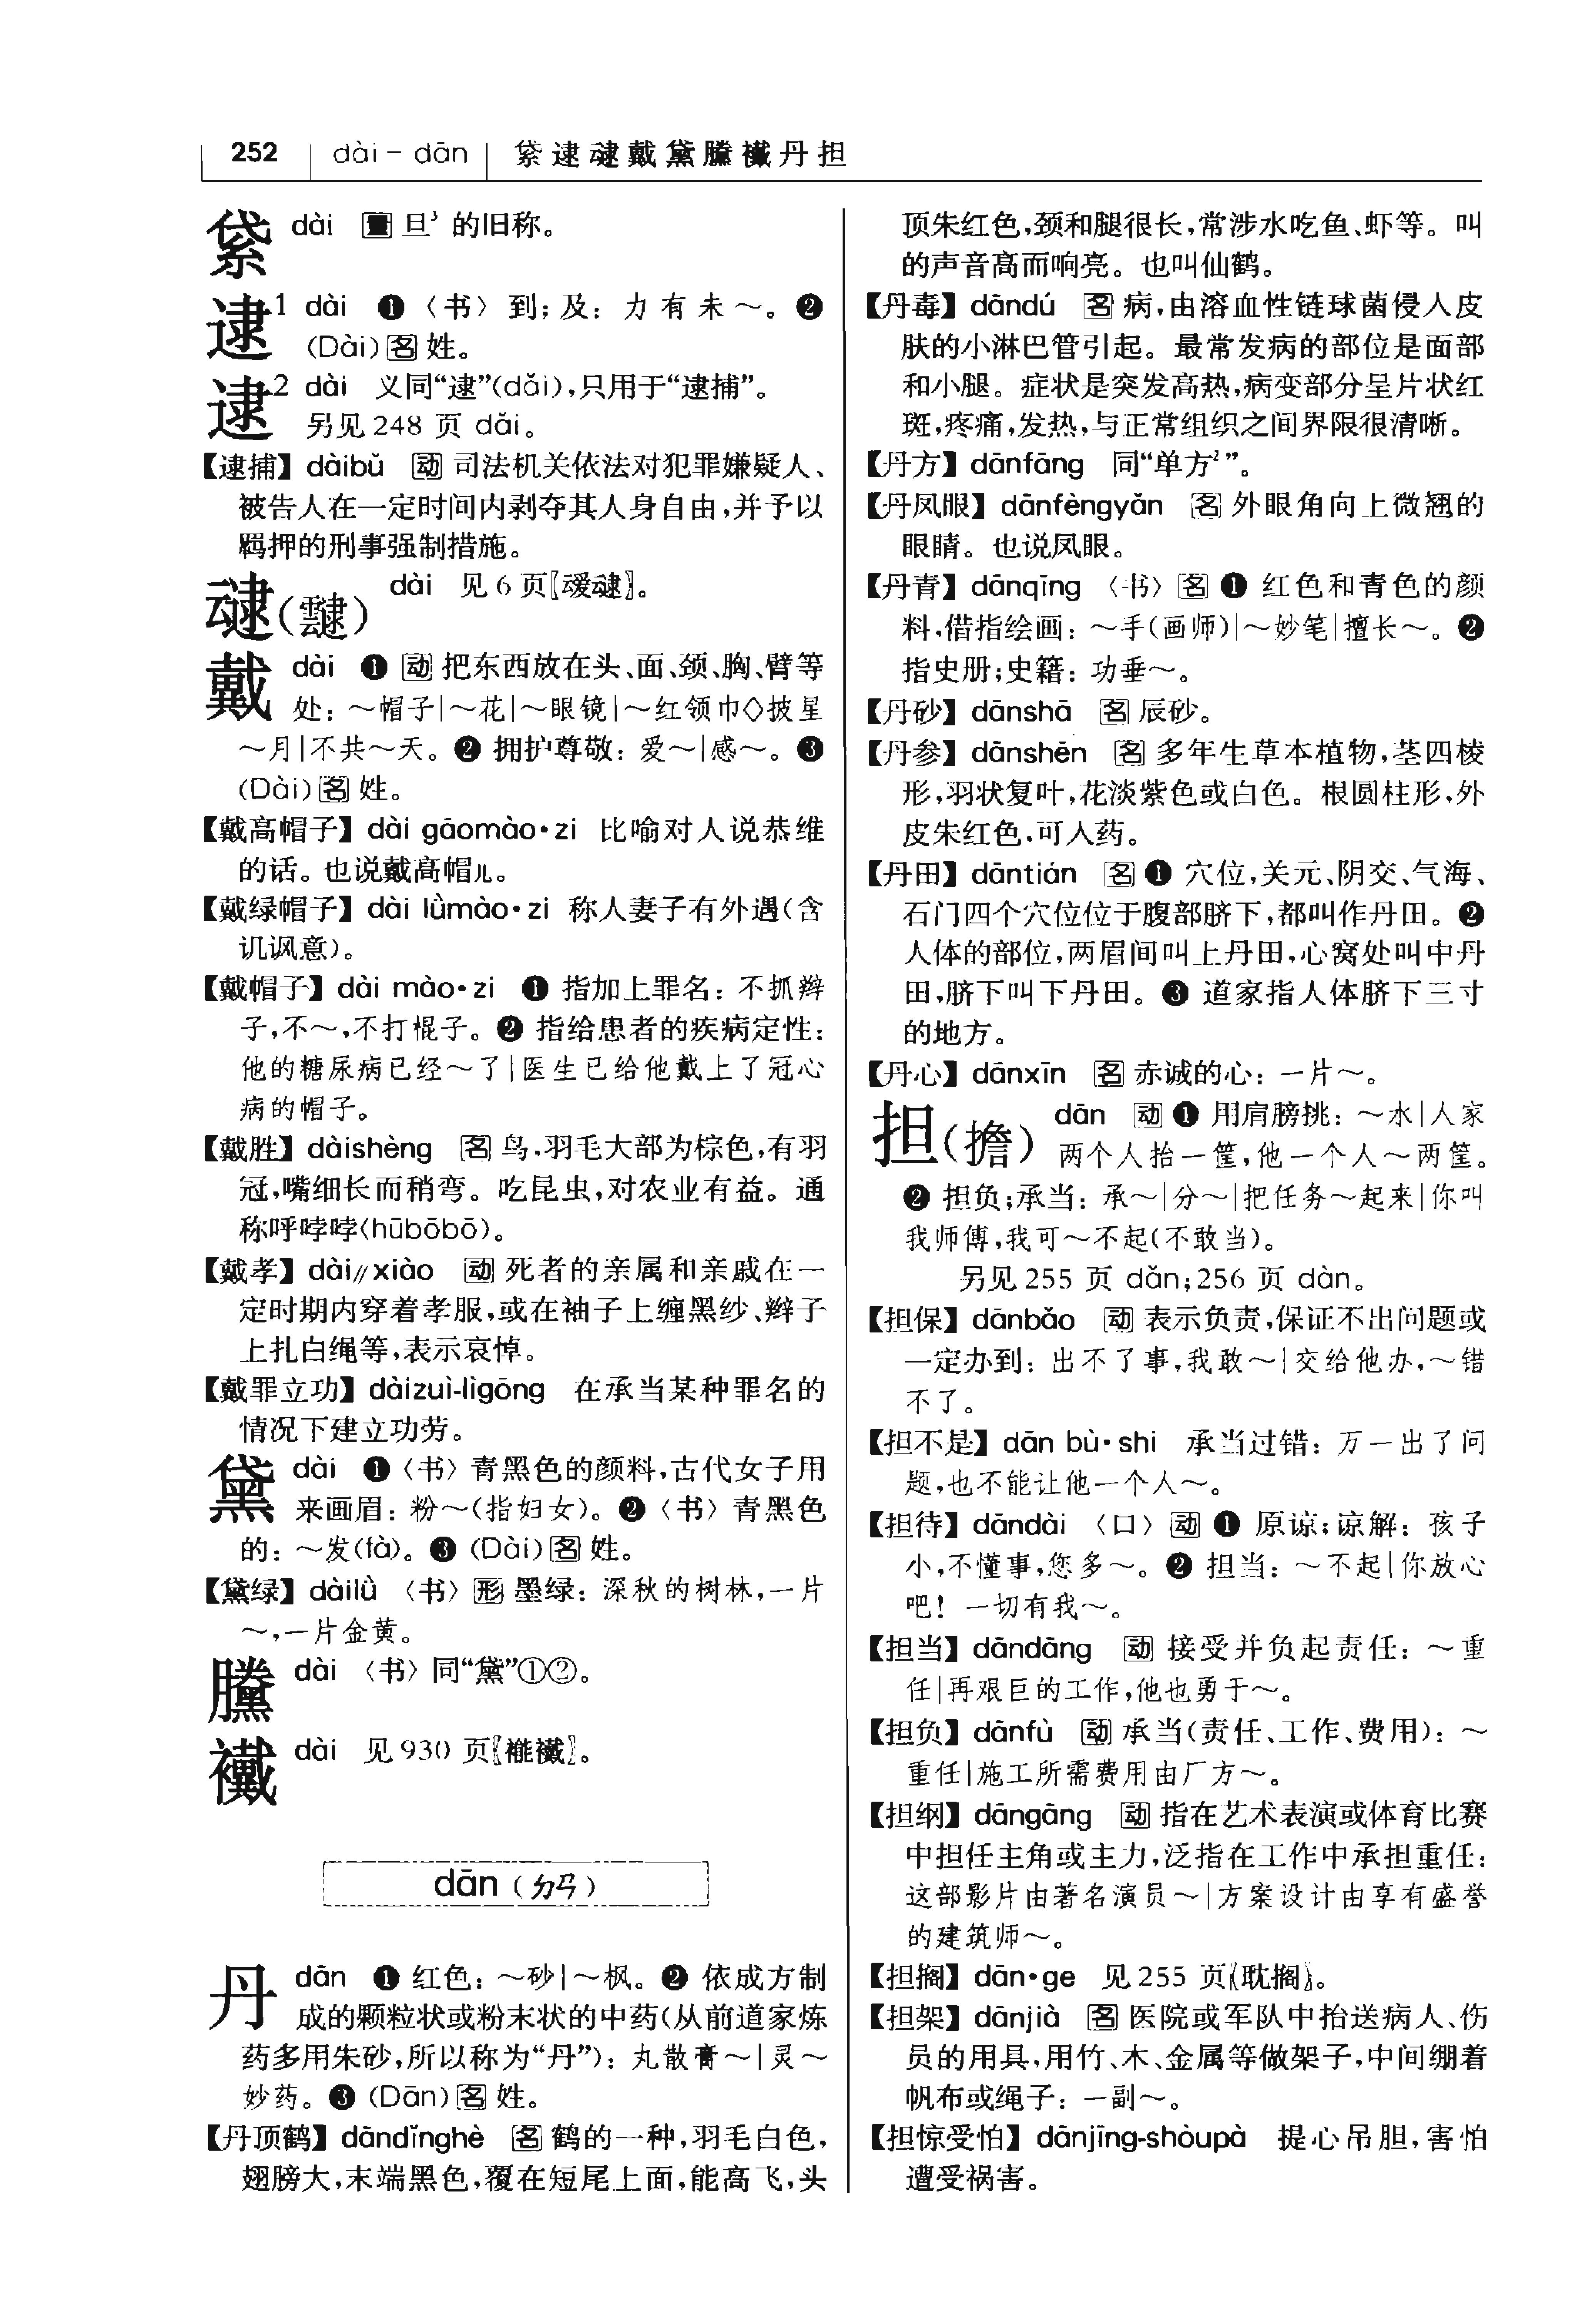 252 dài－dān 紧逮叇戴黛黱襶丹担
紧 dài 量 旦³ 的旧称。
逮¹ dài ❶〈书〉到；及：力有未～。❷
(Dài)名 姓。
逮² dài 义同“逮”(dǎi)，只用于“逮捕”。
另见 248 页 dǎi。
【逮捕】dàibǔ 动 司法机关依法对犯罪嫌疑人、
被告人在一定时间内剥夺其人身自由，并予以
羁押的刑事强制措施。
叇(靆) dài 见 6 页〖叆叇〗。
戴 dài ❶ 动 把东西放在头、面、颈、胸、臂等
处：～帽子|～花|～眼镜|～红领巾◇披星
～月|不共～天。❷ 拥护尊敬：爱～|感～。❸
(Dài)名 姓。
【戴高帽子】dài gāomào·zi 比喻对人说恭维
的话。也说戴高帽儿。
【戴绿帽子】dài lǜmào·zi 称人妻子有外遇(含
讥讽意)。
【戴帽子】dài mào·zi ❶ 指加上罪名：不抓辫
子，不～，不打棍子。❷ 指给患者的疾病定性：
他的糖尿病已经～了|医生已给他戴上了冠心
病的帽子。
【戴胜】dàishèng 名 鸟，羽毛大部为棕色，有羽
冠，嘴细长而稍弯。吃昆虫，对农业有益。通
称呼哱哱(hūbōbō)。
【戴孝】dài∥xiào 动 死者的亲属和亲戚在一
定时期内穿着孝服，或在袖子上缠黑纱、辫子
上扎白绳等，表示哀悼。
【戴罪立功】dàizuì-lìgōng 在承当某种罪名的
情况下建立功劳。
黛 dài ❶〈书〉青黑色的颜料，古代女子用
来画眉：粉～(指妇女)。❷〈书〉青黑色
的：～发(fà)。❸ (Dài)名 姓。
【黛绿】dàilǜ 〈书〉形 墨绿：深秋的树林，一片
～，一片金黄。
黱 dài 〈书〉同“黛”①②。
襶 dài 见 930 页〖褦襶〗。
dān（ㄉㄢ）
丹 dān ❶ 红色：～砂|～枫。❷ 依成方制
成的颗粒状或粉末状的中药(从前道家炼
药多用朱砂，所以称为“丹”)：丸散膏～|灵～
妙药。❸ (Dān)名 姓。
【丹顶鹤】dāndǐnghè 名 鹤的一种，羽毛白色，
翅膀大，末端黑色，覆在短尾上面，能高飞，头
顶朱红色，颈和腿很长，常涉水吃鱼、虾等。叫
的声音高而响亮。也叫仙鹤。
【丹毒】dāndú 名 病，由溶血性链球菌侵入皮
肤的小淋巴管引起。最常发病的部位是面部
和小腿。症状是突发高热，病变部分呈片状红
斑，疼痛，发热，与正常组织之间界限很清晰。
【丹方】dānfāng 同“单方²”。
【丹凤眼】dānfèngyǎn 名 外眼角向上微翘的
眼睛。也说凤眼。
【丹青】dānqīng 〈书〉名 ❶ 红色和青色的颜
料，借指绘画：～手(画师)|～妙笔|擅长～。❷
指史册；史籍：功垂～。
【丹砂】dānshā 名 辰砂。
【丹参】dānshēn 名 多年生草本植物，茎四棱
形，羽状复叶，花淡紫色或白色。根圆柱形，外
皮朱红色，可入药。
【丹田】dāntián 名 ❶ 穴位，关元、阴交、气海、
石门四个穴位位于腹部脐下，都叫作丹田。❷
人体的部位，两眉间叫上丹田，心窝处叫中丹
田，脐下叫下丹田。❸ 道家指人体脐下三寸
的地方。
【丹心】dānxīn 名 赤诚的心：一片～。
担(擔) dān 动 ❶ 用肩膀挑：～水|人家
两个人抬一筐，他一个人～两筐。
❷ 担负；承当：承～|分～|把任务～起来|你叫
我师傅，我可～不起(不敢当)。
另见 255 页 dǎn；256 页 dàn。
【担保】dānbǎo 动 表示负责，保证不出问题或
一定办到：出不了事，我敢～|交给他办，～错
不了。
【担不是】dān bù·shi 承当过错：万一出了问
题，也不能让他一个人～。
【担待】dāndài 〈口〉动 ❶ 原谅；谅解：孩子
小，不懂事，您多～。❷ 担当：～不起|你放心
吧！一切有我～。
【担当】dāndāng 动 接受并负起责任：～重
任|再艰巨的工作，他也勇于～。
【担负】dānfù 动 承当(责任、工作、费用)：～
重任|施工所需费用由厂方～。
【担纲】dāngāng 动 指在艺术表演或体育比赛
中担任主角或主力，泛指在工作中承担重任：
这部影片由著名演员～|方案设计由享有盛誉
的建筑师～。
【担搁】dān·ge 见 255 页〖耽搁〗。
【担架】dānjià 名 医院或军队中抬送病人、伤
员的用具，用竹、木、金属等做架子，中间绷着
帆布或绳子：一副～。
【担惊受怕】dānjīng-shòupà 提心吊胆，害怕
遭受祸害。